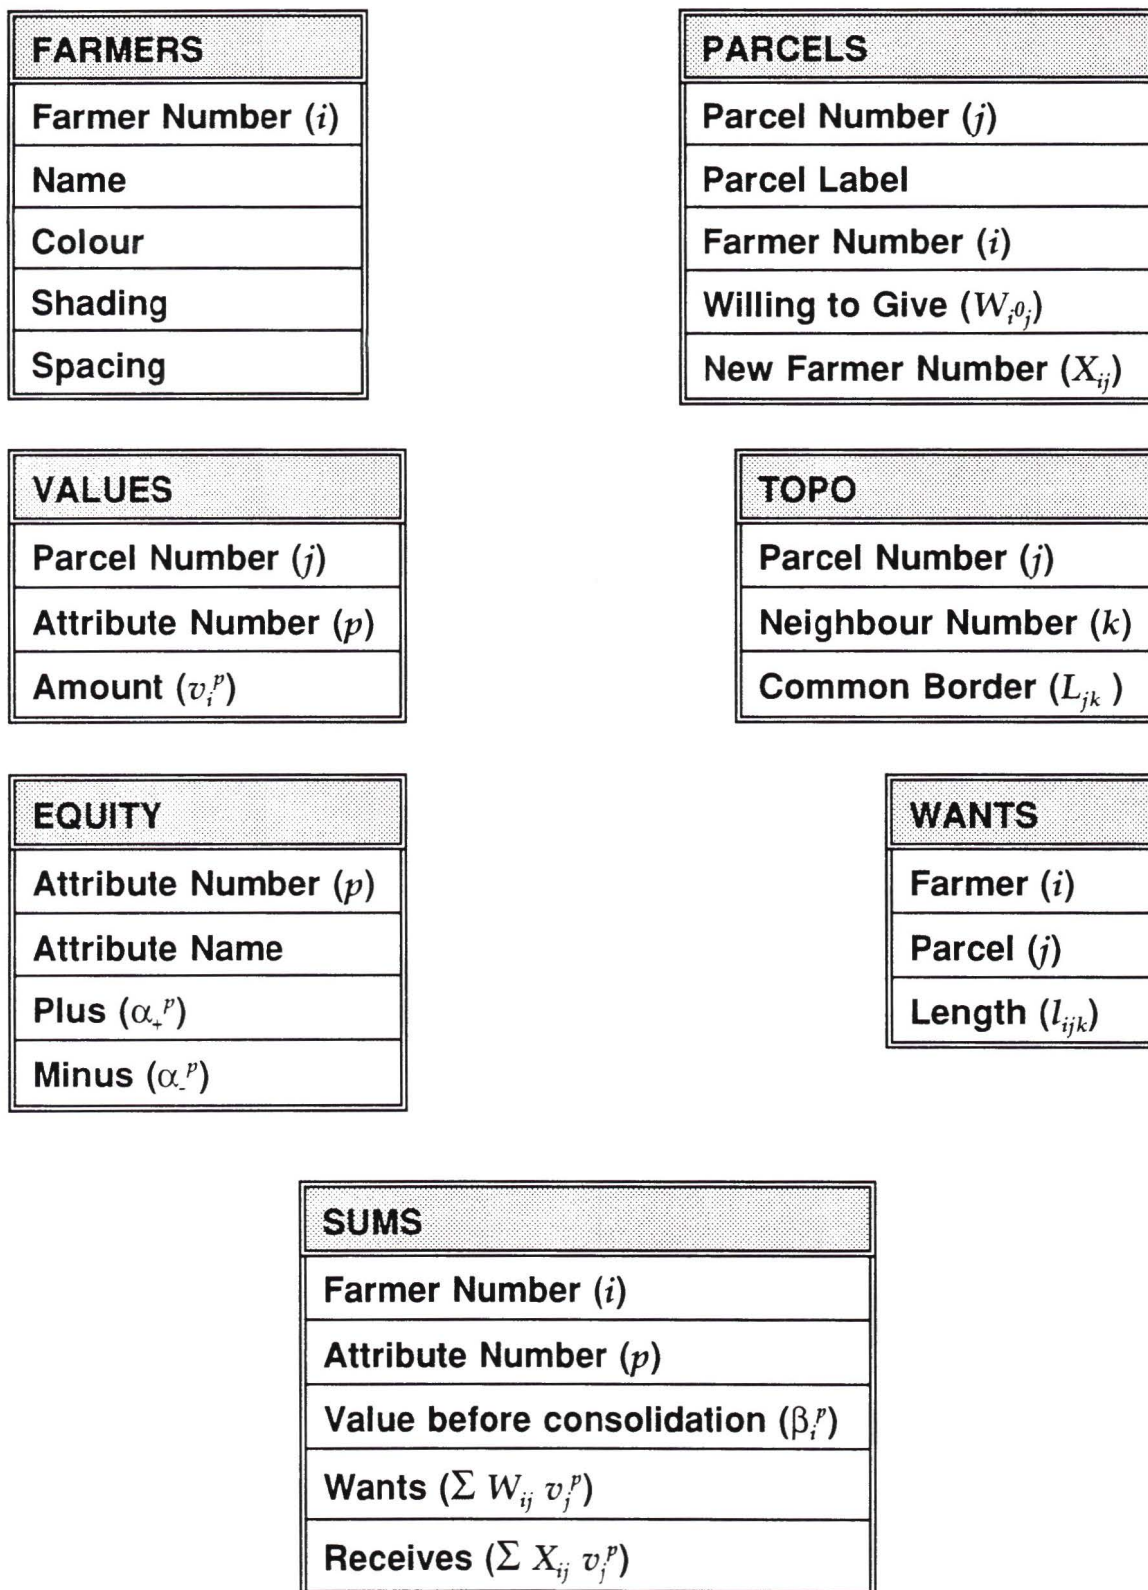 FARMERS
Farmer Number (i)
Name
Colour
Shading
Spacing
PARCELS
Parcel Number (j)
Parcel Label
Farmer Number (i)
Willing to Give (W_{i^0 j})
New Farmer Number (X_{ij})
VALUES
Parcel Number (j)
Attribute Number (p)
Amount (v_i^p)
TOPO
Parcel Number (j)
Neighbour Number (k)
Common Border (L_{jk})
EQUITY
Attribute Number (p)
Attribute Name
Plus (α_+^p)
Minus (α_-^p)
WANTS
Farmer (i)
Parcel (j)
Length (l_{ijk})
SUMS
Farmer Number (i)
Attribute Number (p)
Value before consolidation (β_i^p)
Wants (Σ W_{ij} v_j^p)
Receives (Σ X_{ij} v_j^p)